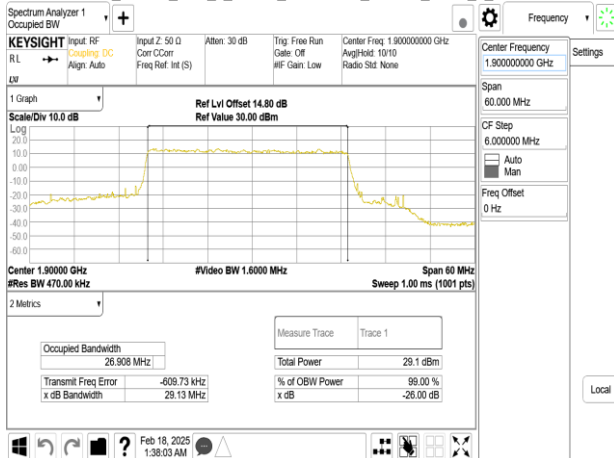 Spectrum Analyzer 1
Occupied BW
Frequency
KEYSIGHT
Input: RF
Coupling: DC
Align: Auto
Input Z: 50 Ω
Corr CCorr
Freq Ref: Int (S)
Atten: 30 dB
Trig: Free Run
Gate: Off
#IF Gain: Low
Center Freq: 1.900000000 GHz
Avg|Hold: 10/10
Radio Std: None
RL
LXI
Center Frequency
1.900000000 GHz
Settings
Span
60.000 MHz
CF Step
6.000000 MHz
Auto
Man
Freq Offset
0 Hz
Local
1 Graph
Scale/Div 10.0 dB
Ref Lvl Offset 14.80 dB
Ref Value 30.00 dBm
Log
20.0
10.0
0.00
-10.0
-20.0
-30.0
-40.0
-50.0
-60.0
Center 1.90000 GHz
#Video BW 1.6000 MHz
Span 60 MHz
#Res BW 470.00 kHz
Sweep 1.00 ms (1001 pts)
2 Metrics
Measure Trace Trace 1
Occupied Bandwidth
26.908 MHz
Total Power 29.1 dBm
Transmit Freq Error -609.73 kHz
% of OBW Power 99.00 %
x dB Bandwidth 29.13 MHz
x dB -26.00 dB
?
Feb 18, 2025
1:38:03 AM